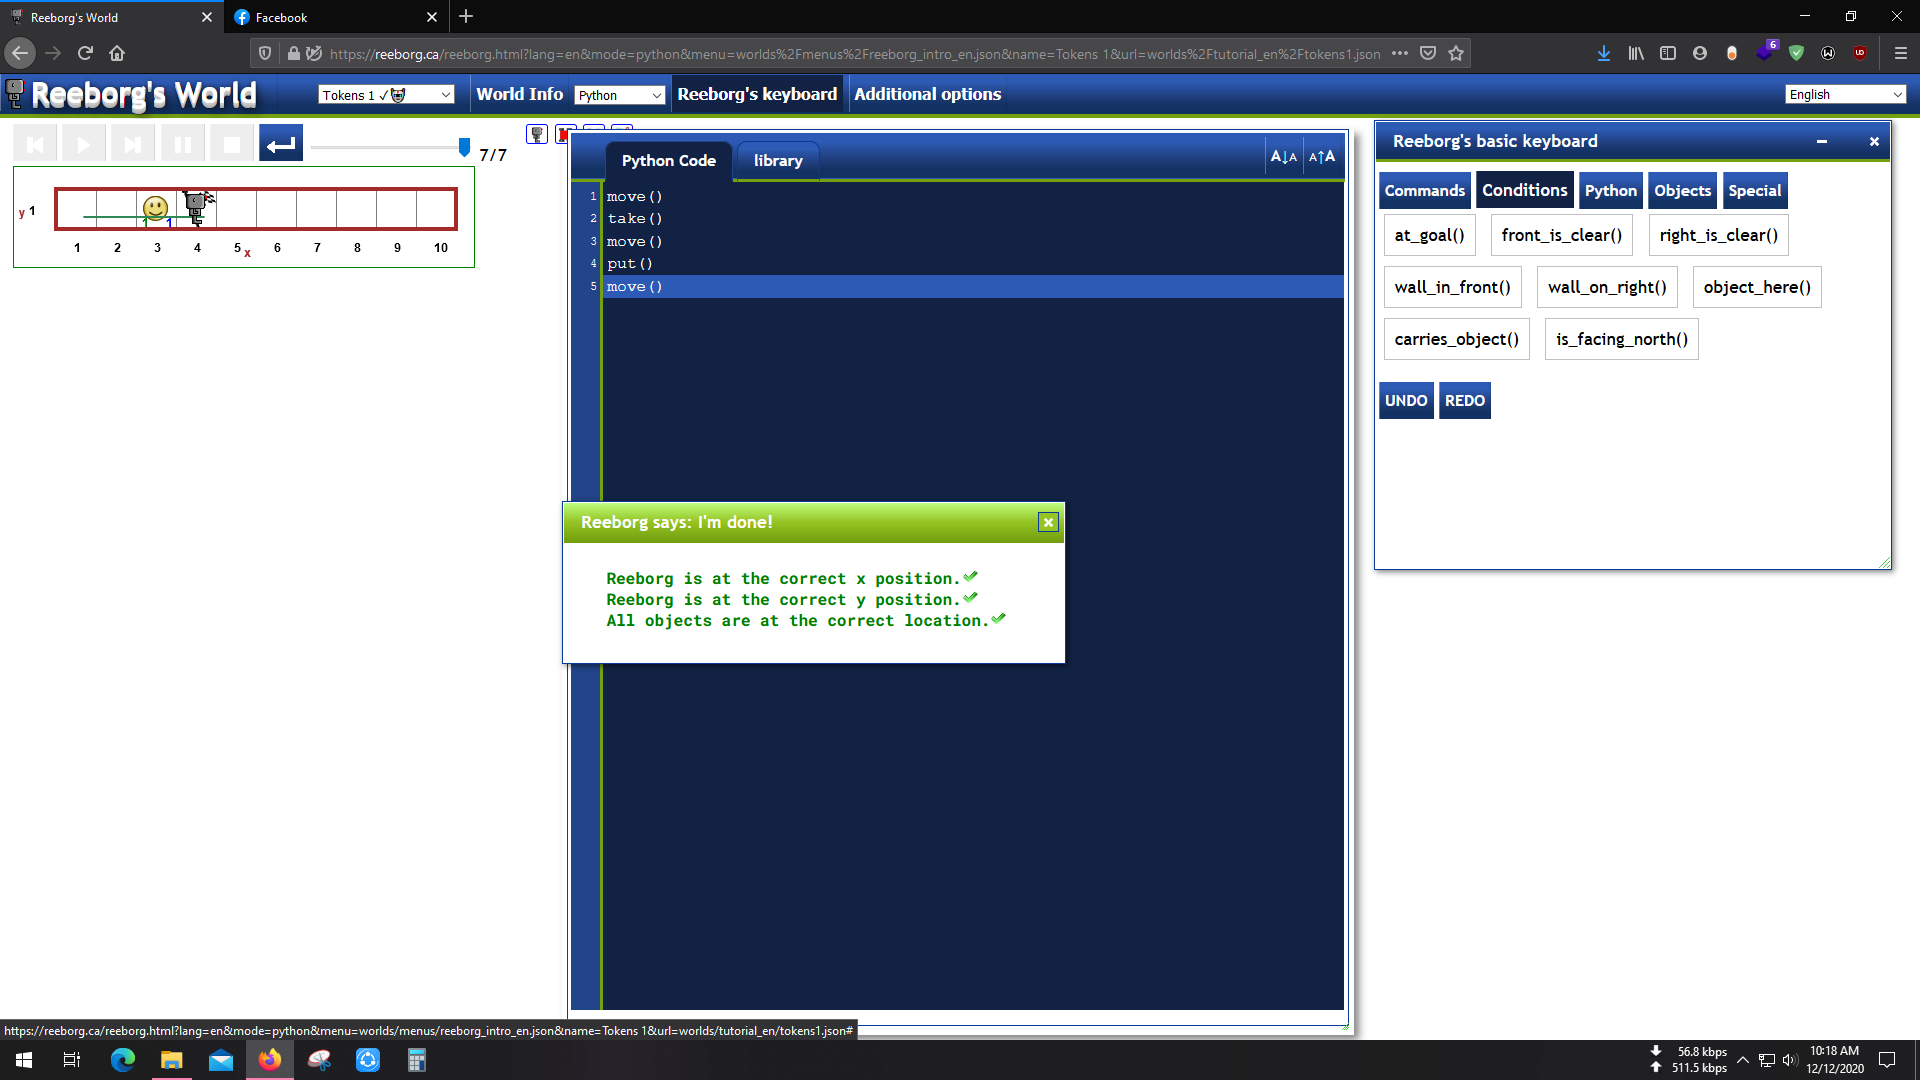 Reeborg's World
Facebook
https://reeborg.ca/reeborg.html?lang=en&mode=python&menu=worlds%2Fmenus%2Freeborg_intro_en.json&name=Tokens 1&url=worlds%2Ftutorial_en%2Ftokens1.json
6
Reeborg's World
Tokens 1 ✓
World Info
Python
Reeborg's keyboard
Additional options
English
7/7
y 1
1 2 3 4 5 6 7 8 9 10
x
1 1
Python Code
library
A↓A
A↑A
1 move()
2 take()
3 move()
4 put()
5 move()
Reeborg says: I'm done!
Reeborg is at the correct x position.
Reeborg is at the correct y position.
All objects are at the correct location.
Reeborg's basic keyboard
Commands Conditions Python Objects Special
at_goal() front_is_clear() right_is_clear()
wall_in_front() wall_on_right() object_here()
carries_object() is_facing_north()
UNDO REDO
https://reeborg.ca/reeborg.html?lang=en&mode=python&menu=worlds/menus/reeborg_intro_en.json&name=Tokens 1&url=worlds/tutorial_en/tokens1.json#
56.8 kbps
511.5 kbps
10:18 AM
12/12/2020